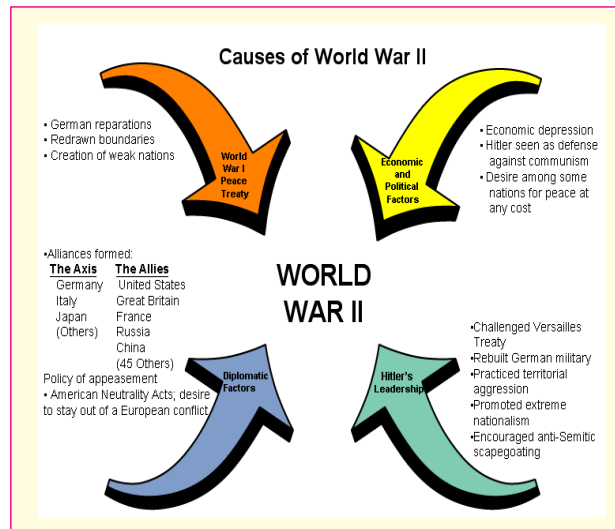 Causes of World War II
• German reparations
• Redrawn boundaries
• Creation of weak nations
World
War I
Peace
Treaty
Economic
and
Political
Factors
• Economic depression
• Hitler seen as defense
against communism
• Desire among some
nations for peace at
any cost
•Alliances formed:
The Axis The Allies
Germany United States
Italy Great Britain
Japan France
(Others) Russia
China
(45 Others)
Policy of appeasement
• American Neutrality Acts; desire
to stay out of a European conflict
WORLD
WAR II
Diplomatic
Factors
Hitler's
Leadership
•Challenged Versailles
Treaty
•Rebuilt German military
•Practiced territorial
aggression
•Promoted extreme
nationalism
•Encouraged anti-Semitic
scapegoating